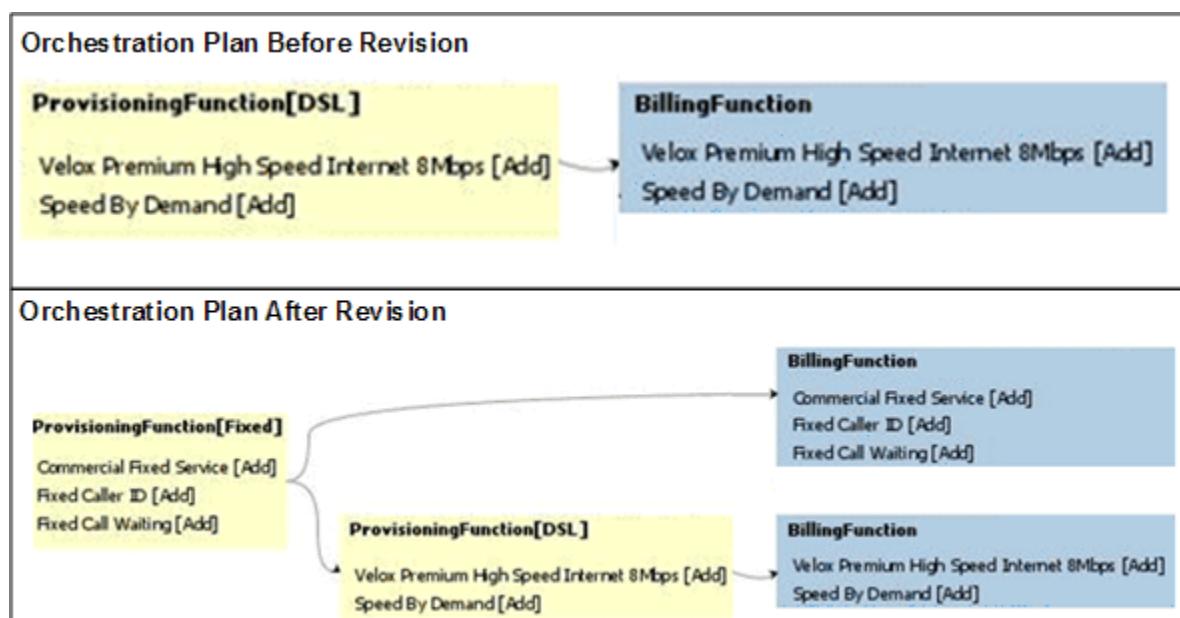 Orchestration Plan Before Revision
ProvisioningFunction[DSL]
Velox Premium High Speed Internet 8Mbps [Add]
Speed By Demand [Add]
BillingFunction
Velox Premium High Speed Internet 8Mbps [Add]
Speed By Demand [Add]
Orchestration Plan After Revision
ProvisioningFunction[Fixed]
Commercial Fixed Service [Add]
Fixed Caller ID [Add]
Fixed Call Waiting [Add]
BillingFunction
Commercial Fixed Service [Add]
Fixed Caller ID [Add]
Fixed Call Waiting [Add]
ProvisioningFunction[DSL]
Velox Premium High Speed Internet 8Mbps [Add]
Speed By Demand [Add]
BillingFunction
Velox Premium High Speed Internet 8Mbps [Add]
Speed By Demand [Add]